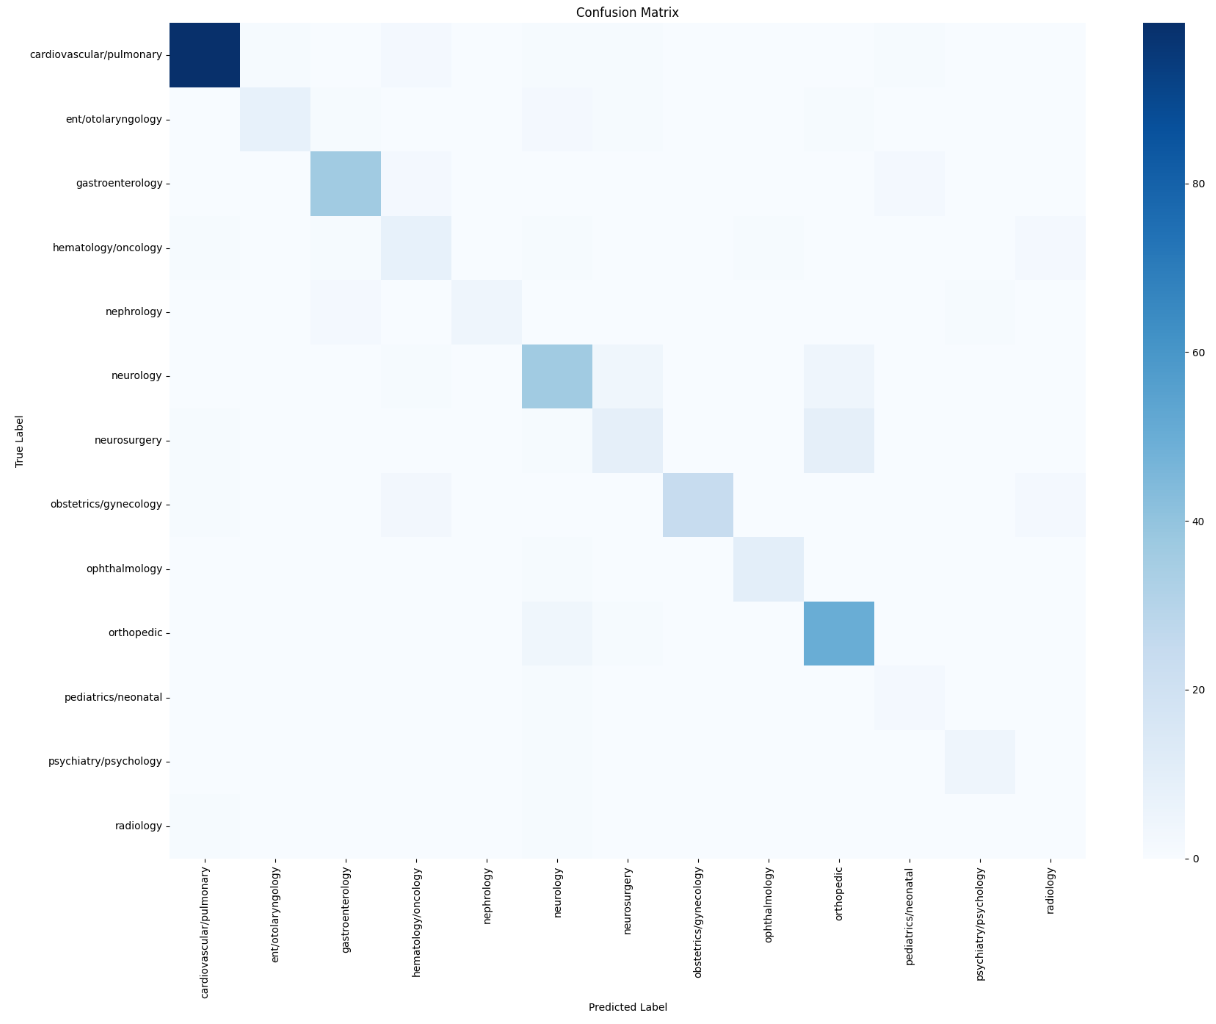 Confusion Matrix
True Label
cardiovascular/pulmonary
ent/otolaryngology
gastroenterology
hematology/oncology
nephrology
neurology
neurosurgery
obstetrics/gynecology
ophthalmology
orthopedic
pediatrics/neonatal
psychiatry/psychology
radiology
cardiovascular/pulmonary
ent/otolaryngology
gastroenterology
hematology/oncology
nephrology
neurology
neurosurgery
obstetrics/gynecology
ophthalmology
orthopedic
pediatrics/neonatal
psychiatry/psychology
radiology
Predicted Label
80
60
40
20
0